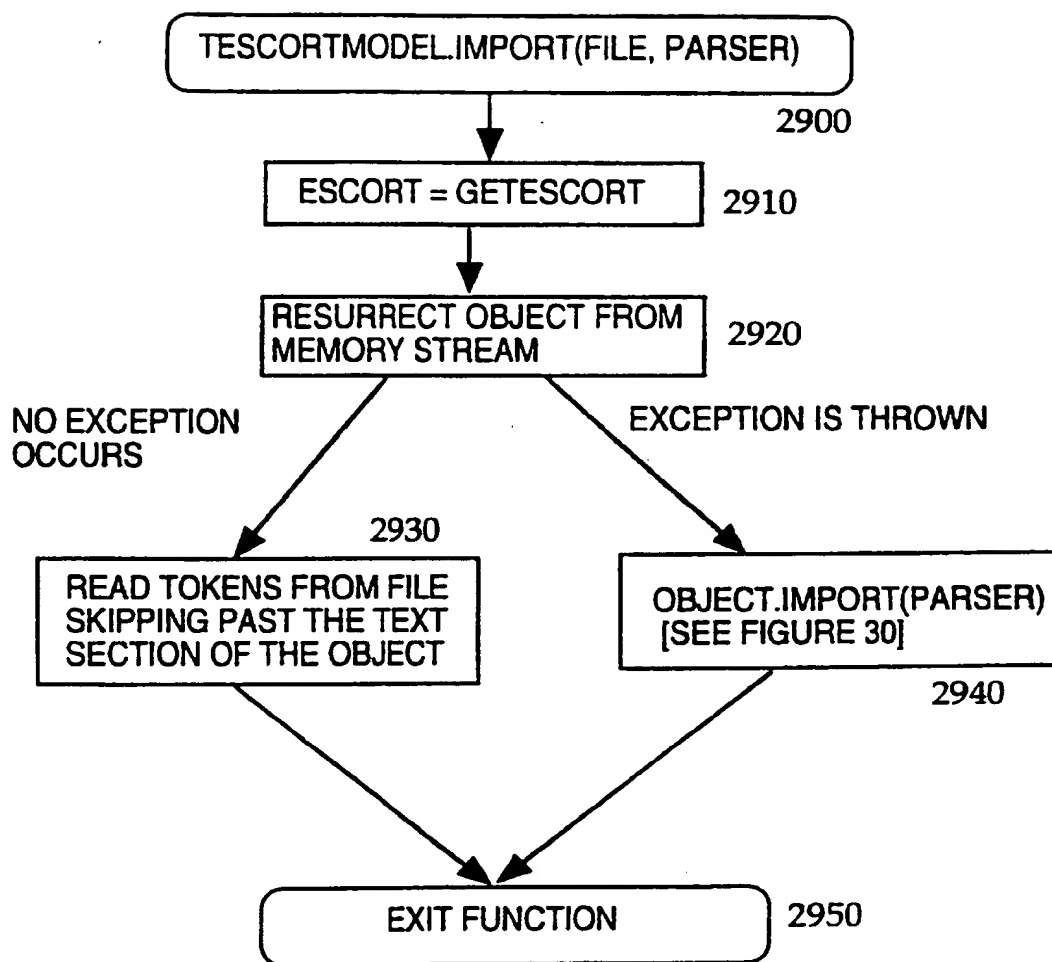 TESCORTMODEL.IMPORT(FILE, PARSER)
2900
ESCORT = GETESCORT
2910
RESURRECT OBJECT FROM
MEMORY STREAM
2920
NO EXCEPTION
OCCURS
EXCEPTION IS THROWN
2930
READ TOKENS FROM FILE
SKIPPING PAST THE TEXT
SECTION OF THE OBJECT
OBJECT.IMPORT(PARSER)
[SEE FIGURE 30]
2940
EXIT FUNCTION
2950